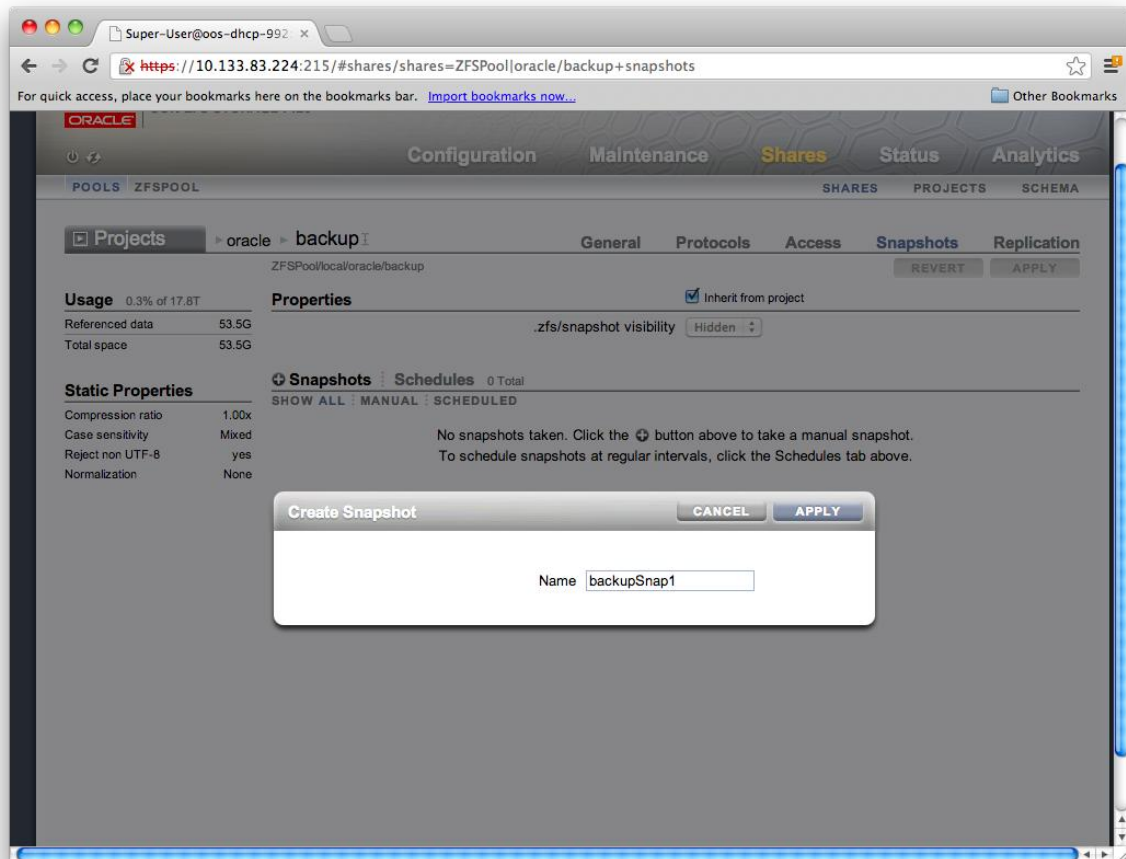 Super-User@oos-dhcp-992
https://10.133.83.224:215/#shares/shares=ZFSPool|oracle/backup+snapshots
For quick access, place your bookmarks here on the bookmarks bar. Import bookmarks now... Other Bookmarks
ORACLE
Configuration Maintenance Shares Status Analytics
POOLS ZFSPOOL SHARES PROJECTS SCHEMA
Projects oracle backup General Protocols Access Snapshots Replication
ZFSPool/local/oracle/backup REVERT APPLY
Usage 0.3% of 17.8T Properties Inherit from project
Referenced data 53.5G .zfs/snapshot visibility Hidden
Total space 53.5G
Static Properties Snapshots Schedules 0 Total
SHOW ALL MANUAL SCHEDULED
Compression ratio 1.00x
Case sensitivity Mixed No snapshots taken. Click the button above to take a manual snapshot.
Reject non UTF-8 yes To schedule snapshots at regular intervals, click the Schedules tab above.
Normalization None
Create Snapshot CANCEL APPLY
Name backupSnap1